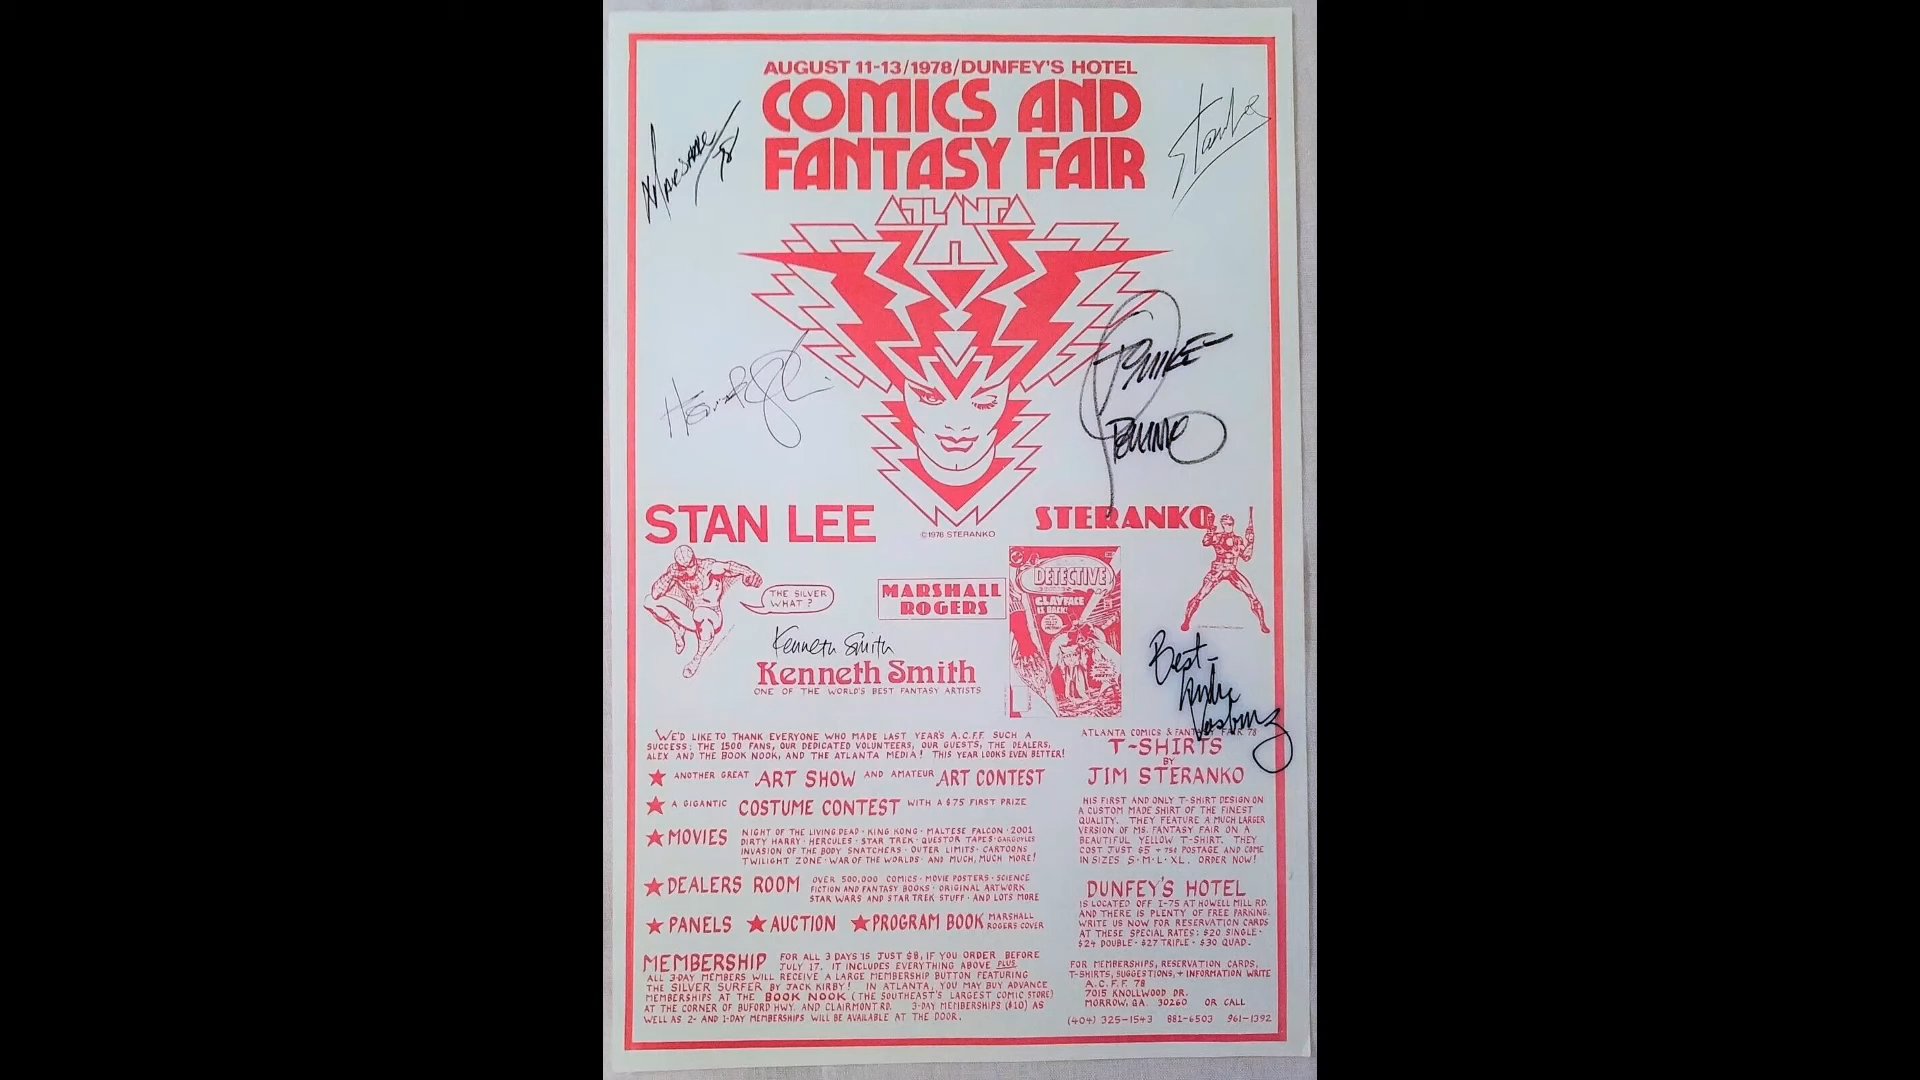 AUGUST 11-13/1978/DUNFEY'S HOTEL
COMICS AND
FANTASY FAIR
ATLANTA
STAN LEE
©1978 STERANKO
STERANKO
THE SILVER
WHAT?
MARSHALL
ROGERS
DETECTIVE
CLAYFACE
IS BACK!
Kenneth Smith
Kenneth Smith
ONE OF THE WORLD'S BEST FANTASY ARTISTS
Best-
WE'D LIKE TO THANK EVERYONE WHO MADE LAST YEAR'S A.C.F.F. SUCH A
SUCCESS: THE 1500 FANS, OUR DEDICATED VOLUNTEERS, OUR GUESTS, THE DEALERS,
ALEX AND THE BOOK NOOK, AND THE ATLANTA MEDIA! THIS YEAR LOOKS EVEN BETTER!
★ ANOTHER GREAT ART SHOW AND AMATEUR ART CONTEST
★ A GIGANTIC COSTUME CONTEST WITH A $75 FIRST PRIZE
★ MOVIES
NIGHT OF THE LIVING DEAD · KING KONG · MALTESE FALCON · 2001
DIRTY HARRY · HERCULES · STAR TREK · QUESTOR TAPES · GARGOYLES
INVASION OF THE BODY SNATCHERS · OUTER LIMITS · CARTOONS
TWILIGHT ZONE · WAR OF THE WORLDS · AND MUCH, MUCH MORE!
★ DEALERS ROOM
OVER 500,000 COMICS · MOVIE POSTERS · SCIENCE
FICTION AND FANTASY BOOKS · ORIGINAL ARTWORK
STAR WARS AND STAR TREK STUFF · AND LOTS MORE
★ PANELS ★ AUCTION ★ PROGRAM BOOK MARSHALL
ROGERS COVER
MEMBERSHIP FOR ALL 3 DAYS IS JUST $8, IF YOU ORDER BEFORE
JULY 17. IT INCLUDES EVERYTHING ABOVE PLUS
ALL 3-DAY MEMBERS WILL RECEIVE A LARGE MEMBERSHIP BUTTON FEATURING
THE SILVER SURFER BY JACK KIRBY! IN ATLANTA, YOU MAY BUY ADVANCE
MEMBERSHIPS AT THE BOOK NOOK (THE SOUTHEAST'S LARGEST COMIC STORE)
AT THE CORNER OF BUFORD HWY. AND CLAIRMONT RD. 3-DAY MEMBERSHIPS ($10) AS
WELL AS 2- AND 1-DAY MEMBERSHIPS WILL BE AVAILABLE AT THE DOOR.
ATLANTA COMICS & FANTASY FAIR 78
T-SHIRTS
BY
JIM STERANKO
HIS FIRST AND ONLY T-SHIRT DESIGN ON
A CUSTOM MADE SHIRT OF THE FINEST
QUALITY. THEY FEATURE A MUCH LARGER
VERSION OF MS. FANTASY FAIR ON A
BEAUTIFUL YELLOW T-SHIRT. THEY
COST JUST $5 + 75¢ POSTAGE AND COME
IN SIZES S·M·L·XL. ORDER NOW!
DUNFEY'S HOTEL
IS LOCATED OFF I-75 AT HOWELL MILL RD.
AND THERE IS PLENTY OF FREE PARKING.
WRITE US NOW FOR RESERVATION CARDS
AT THESE SPECIAL RATES: $20 SINGLE ·
$24 DOUBLE · $27 TRIPLE · $30 QUAD.
FOR MEMBERSHIPS, RESERVATION CARDS,
T-SHIRTS, SUGGESTIONS, + INFORMATION WRITE
A.C.F.F. 78
7015 KNOLLWOOD DR.
MORROW, GA. 30260 OR CALL
(404) 325-1543 881-6503 961-1392